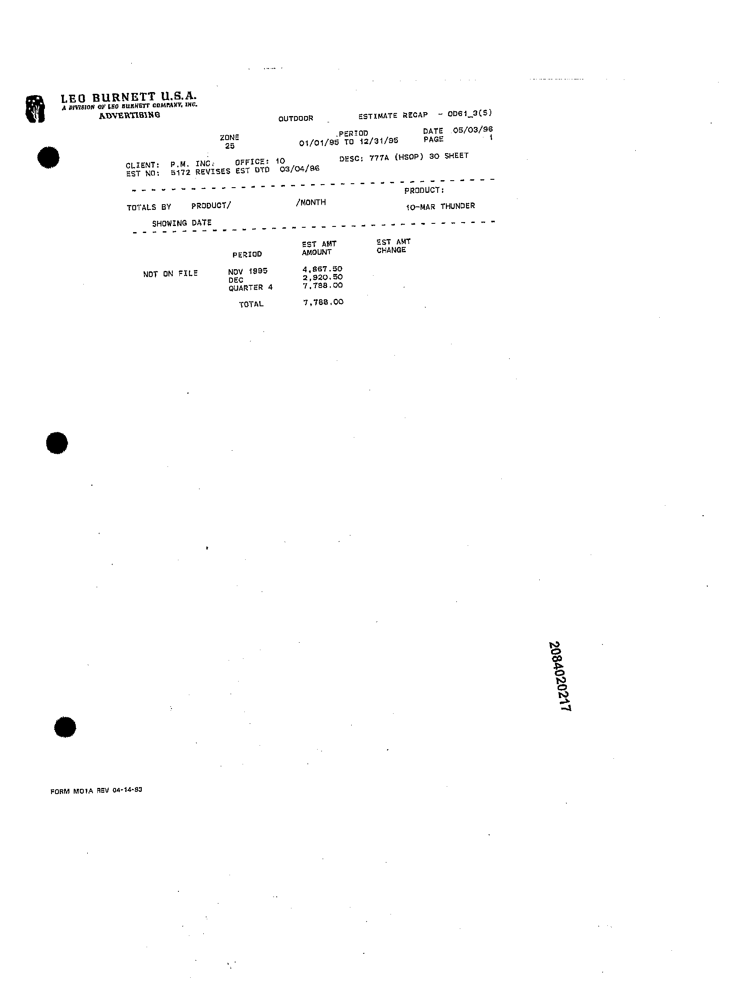 LEO BURNETT U.S.A.
A DIVISION OF LEO BURNETT COMPANY, INC.
ADVERTISING
OUTDOOR ESTIMATE RECAP - OD61_3(5)
ZONE PERIOD DATE 05/03/96
25 01/01/95 TO 12/31/95 PAGE 1
CLIENT: P.M. INC. OFFICE: 10 DESC: 777A (HSOP) 30 SHEET
EST NO: 5172 REVISES EST DTD 03/04/96
PRODUCT:
TOTALS BY PRODUCT/ /MONTH 10-MAR THUNDER
SHOWING DATE
EST AMT EST AMT
PERIOD AMOUNT CHANGE
NOT ON FILE NOV 1995 4,867.50
DEC 2,920.50
QUARTER 4 7,788.00
TOTAL 7,788.00
2084020217
FORM MO1A REV 04-14-93